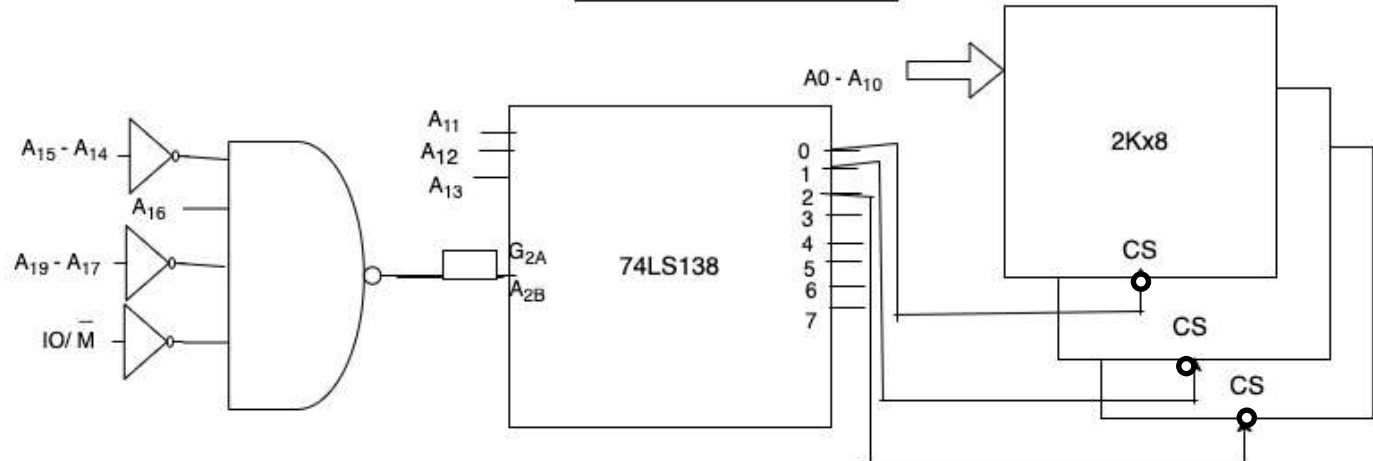 A15 - A14
A16
A19 - A17
IO/ M̅
A11
A12
A13
G2A
A2B
74LS138
0
1
2
3
4
5
6
7
A0 - A10
2Kx8
CS
CS
CS